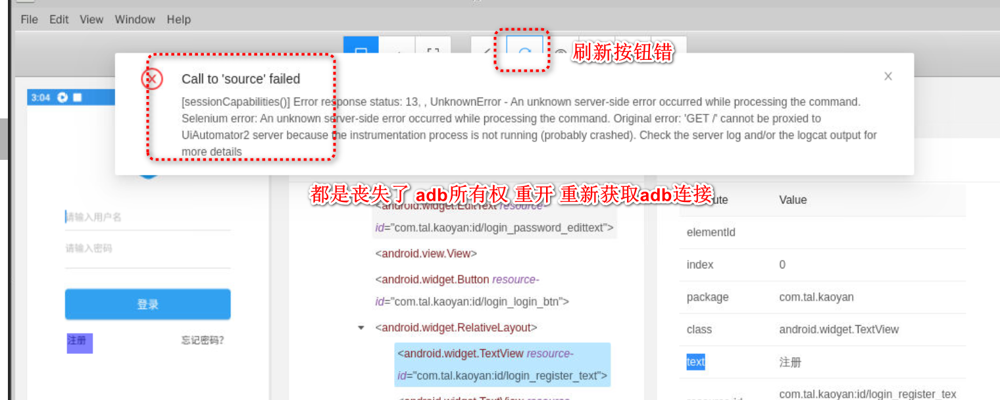 File Edit View Window Help
刷新按钮错
Call to 'source' failed
[sessionCapabilities()] Error response status: 13, , UnknownError - An unknown server-side error occurred while processing the command.
Selenium error: An unknown server-side error occurred while processing the command. Original error: 'GET /' cannot be proxied to
UiAutomator2 server because the instrumentation process is not running (probably crashed). Check the server log and/or the logcat output for
more details
3:04
都是丧失了 adb所有权 重开 重新获取adb连接
Value
<android.widget.EditText resource-
id="com.tal.kaoyan:id/login_password_edittext">
<android.view.View>
<android.widget.Button resource-
id="com.tal.kaoyan:id/login_login_btn">
<android.widget.RelativeLayout>
<android.widget.TextView resource-
id="com.tal.kaoyan:id/login_register_text">
<android.widget.TextView resource-
请输入用户名
请输入密码
登录
注册 忘记密码?
elementId
index 0
package com.tal.kaoyan
class android.widget.TextView
text 注册
com.tal.kaoyan:id/login_register_tex